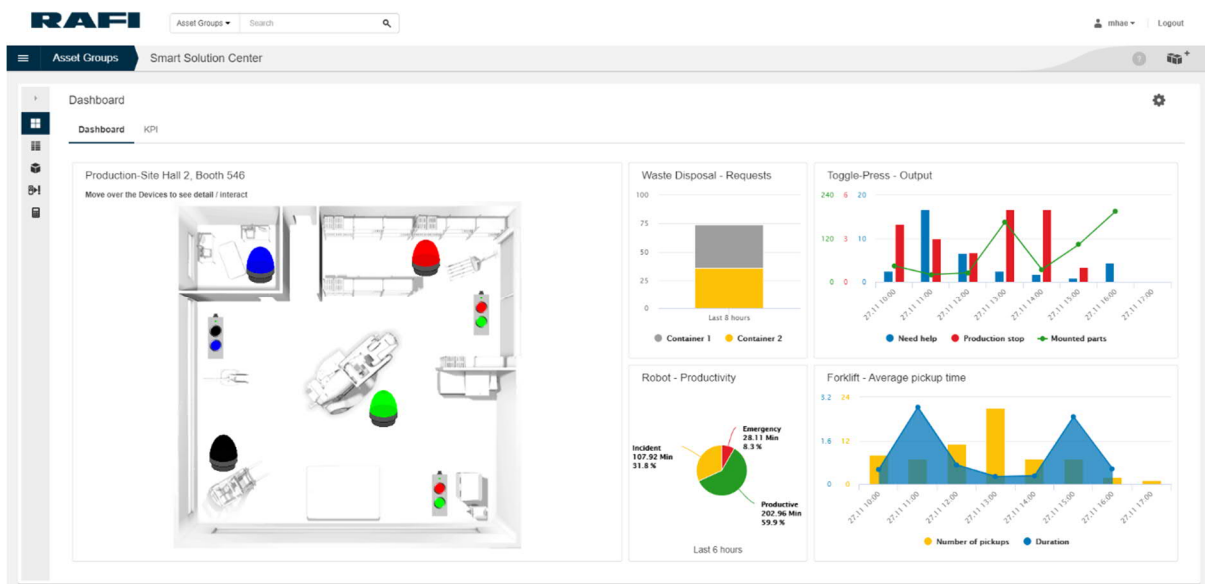 RAFI
Asset Groups
Search
mhae
Logout
Asset Groups
Smart Solution Center
Dashboard
Dashboard
KPI
Production-Site Hall 2, Booth 546
Move over the Devices to see detail / interact
Waste Disposal - Requests
100
75
50
25
0
Last 8 hours
Container 1
Container 2
Toggle-Press - Output
240 6 20
120 3 10
0 0 0
27.11 10:00
27.11 11:00
27.11 12:00
27.11 13:00
27.11 14:00
27.11 15:00
27.11 16:00
27.11 17:00
Need help
Production stop
Mounted parts
Robot - Productivity
Emergency
28.11 Min
8.3 %
Incident
107.92 Min
31.8 %
Productive
202.96 Min
59.9 %
Last 6 hours
Forklift - Average pickup time
3.2 24
1.6 12
0 0
27.11 10:00
27.11 11:00
27.11 12:00
27.11 13:00
27.11 14:00
27.11 15:00
27.11 16:00
27.11 17:00
Number of pickups
Duration